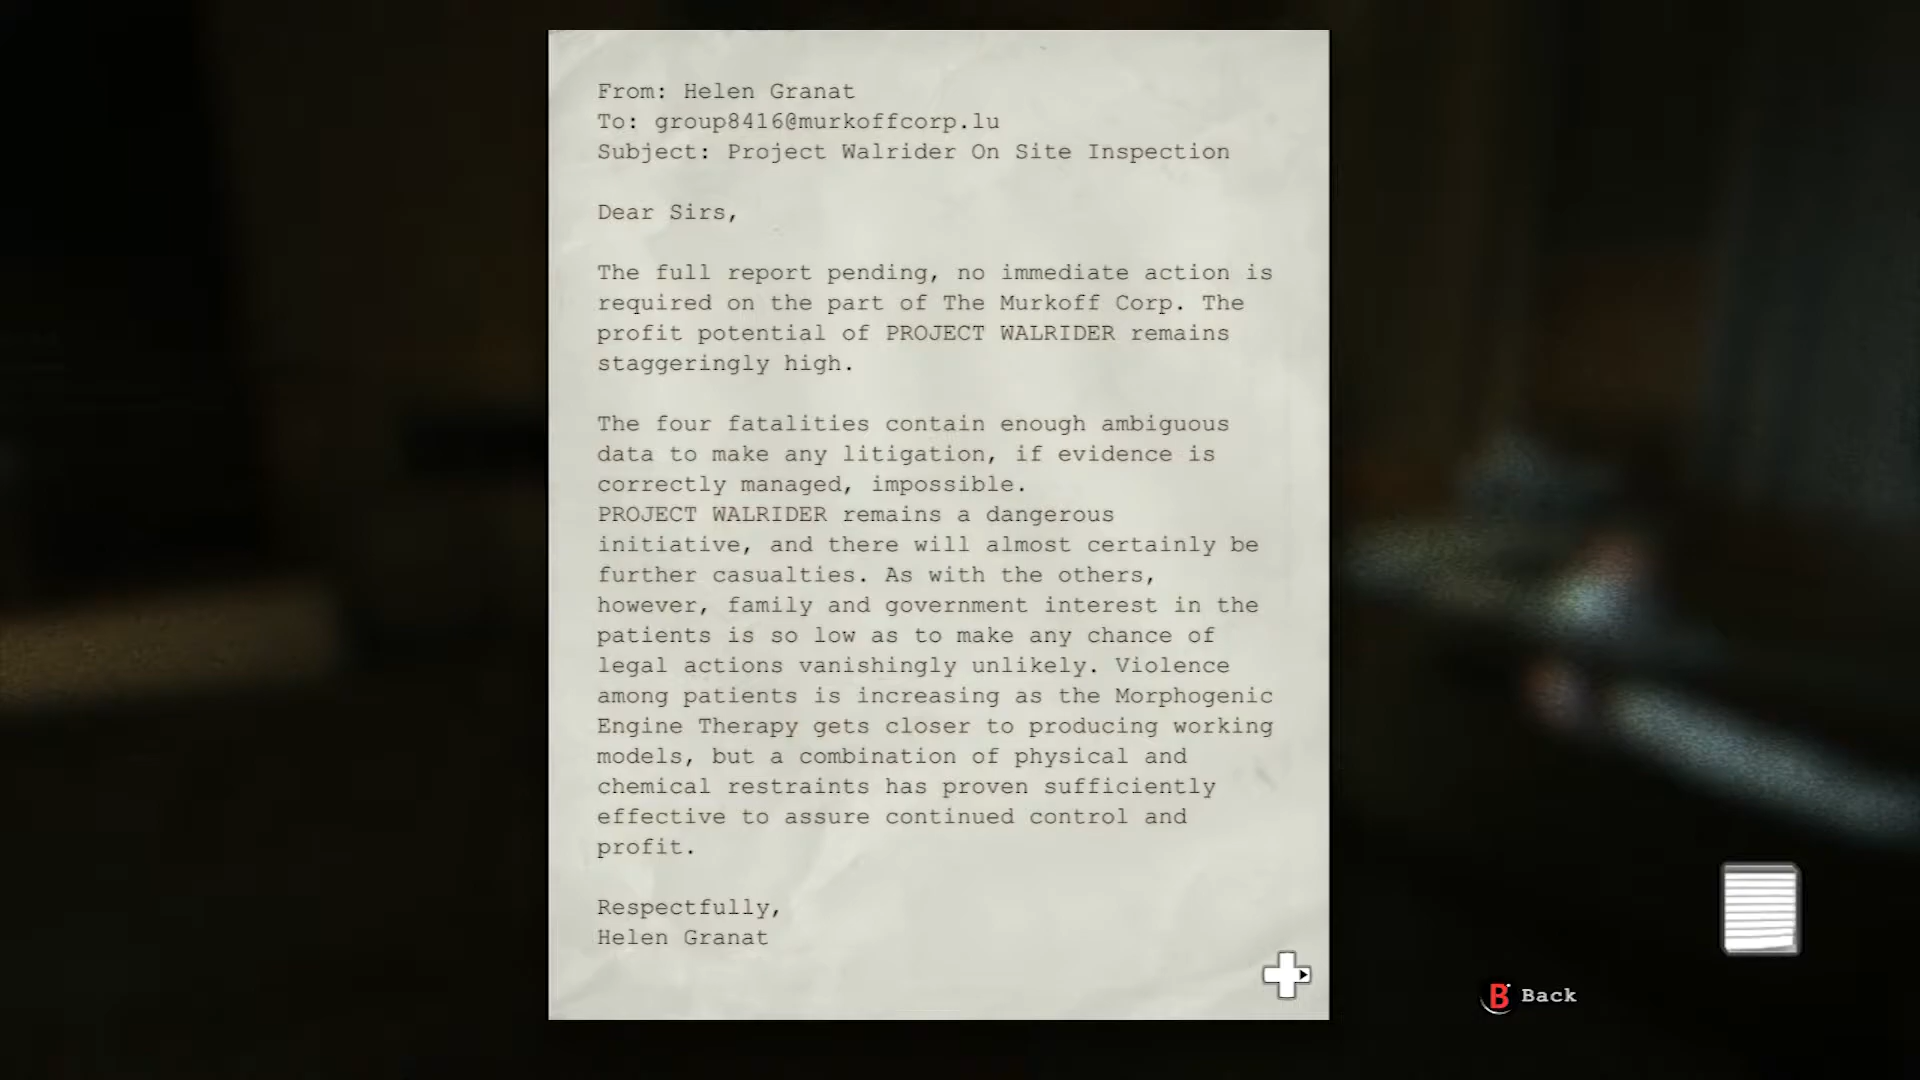 From: Helen Granat
To: group8416@murkoffcorp.lu
Subject: Project Walrider On Site Inspection
Dear Sirs,
The full report pending, no immediate action is
required on the part of The Murkoff Corp. The
profit potential of PROJECT WALRIDER remains
staggeringly high.
The four fatalities contain enough ambiguous
data to make any litigation, if evidence is
correctly managed, impossible.
PROJECT WALRIDER remains a dangerous
initiative, and there will almost certainly be
further casualties. As with the others,
however, family and government interest in the
patients is so low as to make any chance of
legal actions vanishingly unlikely. Violence
among patients is increasing as the Morphogenic
Engine Therapy gets closer to producing working
models, but a combination of physical and
chemical restraints has proven sufficiently
effective to assure continued control and
profit.
Respectfully,
Helen Granat
B Back